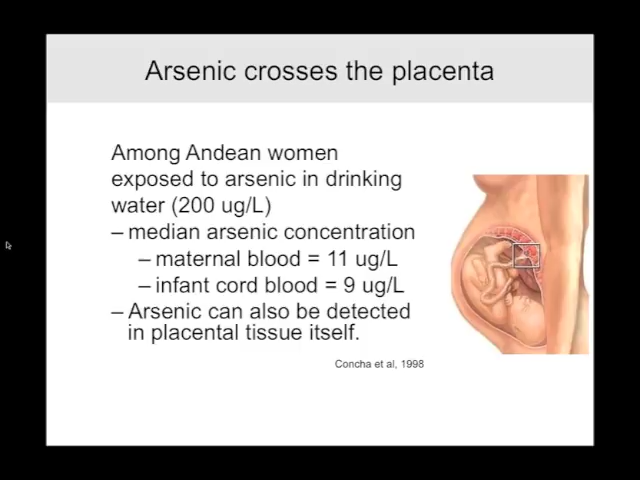 Arsenic crosses the placenta
Among Andean women
exposed to arsenic in drinking
water (200 ug/L)
– median arsenic concentration
– maternal blood = 11 ug/L
– infant cord blood = 9 ug/L
– Arsenic can also be detected
in placental tissue itself.
Concha et al, 1998